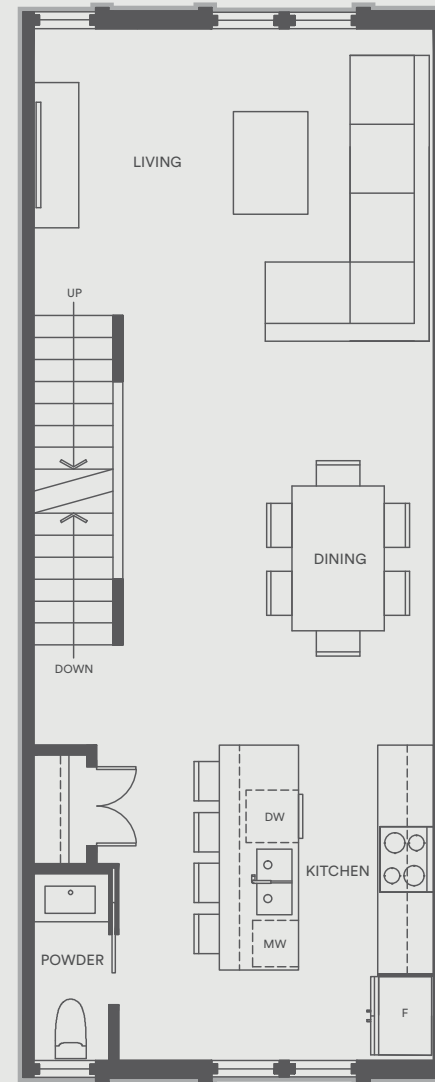 LIVING
UP
DINING
DOWN
DW
KITCHEN
MW
POWDER
F